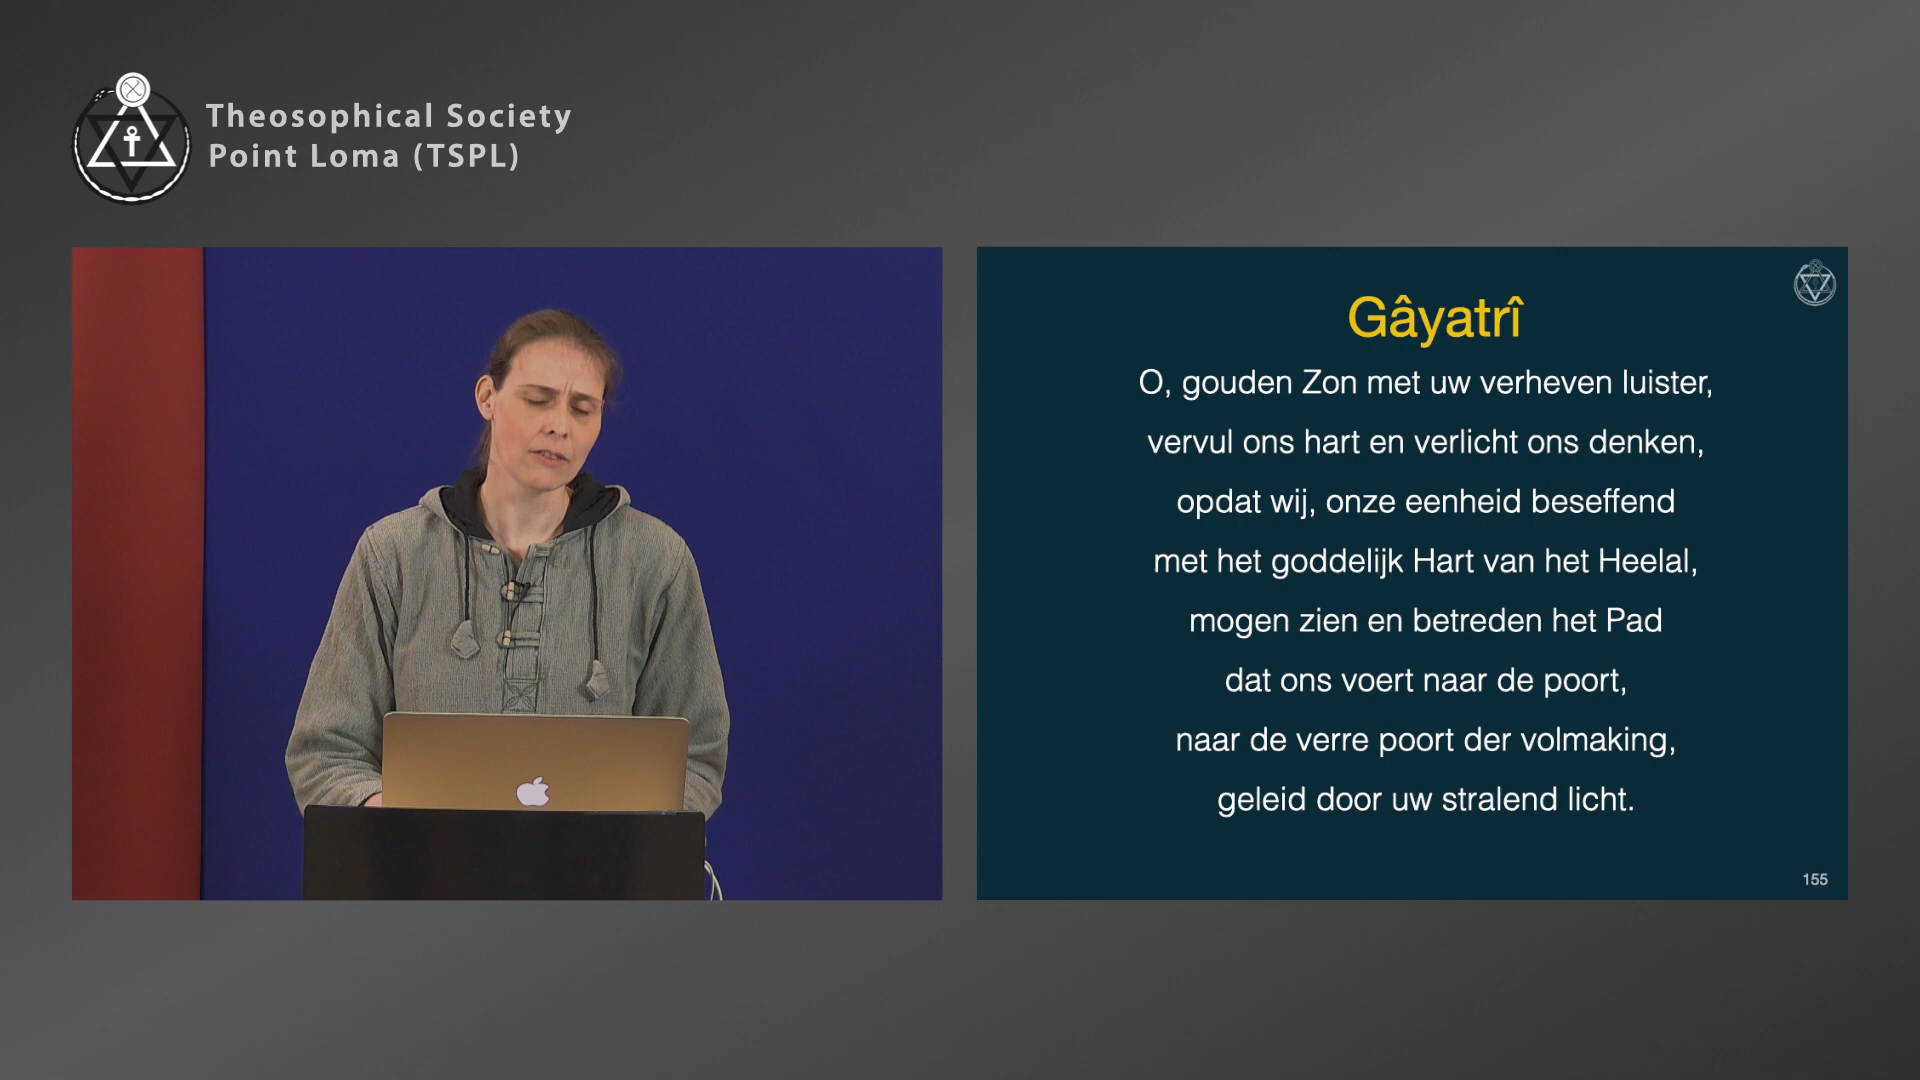 Theosophical Society
Point Loma (TSPL)
Gâyatrî
O, gouden Zon met uw verheven luister,
vervul ons hart en verlicht ons denken,
opdat wij, onze eenheid beseffend
met het goddelijk Hart van het Heelal,
mogen zien en betreden het Pad
dat ons voert naar de poort,
naar de verre poort der volmaking,
geleid door uw stralend licht.
155